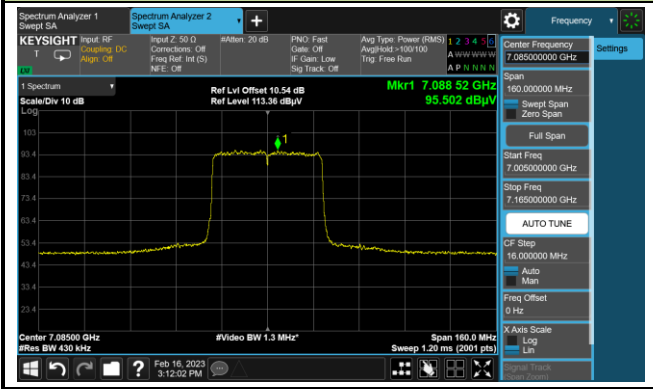 Spectrum Analyzer 1
Swept SA
Spectrum Analyzer 2
Swept SA
+
Frequency
KEYSIGHT
T
LXI
Input: RF
Coupling: DC
Align: Off
Input Z: 50 Ω
Corrections: Off
Freq Ref: Int (S)
NFE: Off
#Atten: 20 dB
PNO: Fast
Gate: Off
IF Gain: Low
Sig Track: Off
Avg Type: Power (RMS)
Avg|Hold:>100/100
Trig: Free Run
1 2 3 4 5 6
A W W W W W
A P N N N N
1 Spectrum
Scale/Div 10 dB
Log
Ref Lvl Offset 10.54 dB
Ref Level 113.36 dBµV
Mkr1 7.088 52 GHz
95.502 dBµV
1
103
93.4
83.4
73.4
63.4
53.4
43.4
33.4
23.4
Center 7.08500 GHz
#Res BW 430 kHz
#Video BW 1.3 MHz*
Span 160.0 MHz
Sweep 1.20 ms (2001 pts)
Feb 16, 2023
3:12:02 PM
Center Frequency
7.085000000 GHz
Settings
Span
160.000000 MHz
Swept Span
Zero Span
Full Span
Start Freq
7.005000000 GHz
Stop Freq
7.165000000 GHz
AUTO TUNE
CF Step
16.000000 MHz
Auto
Man
Freq Offset
0 Hz
X Axis Scale
Log
Lin
Signal Track
(Span Zoom)